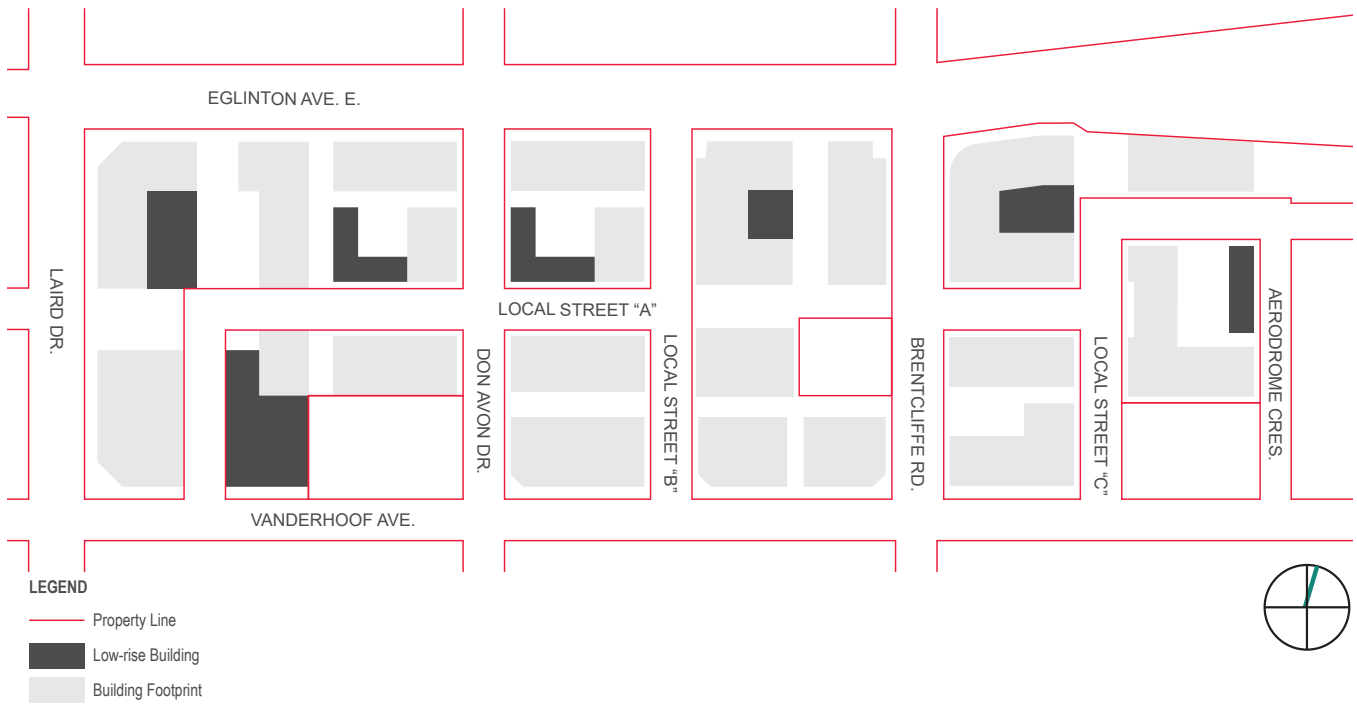 EGLINTON AVE. E.
LAIRD DR.
LOCAL STREET “A”
DON AVON DR.
LOCAL STREET “B”
BRENTCLIFFE RD.
LOCAL STREET “C”
AERODROME CRES.
VANDERHOOF AVE.
LEGEND
Property Line
Low-rise Building
Building Footprint